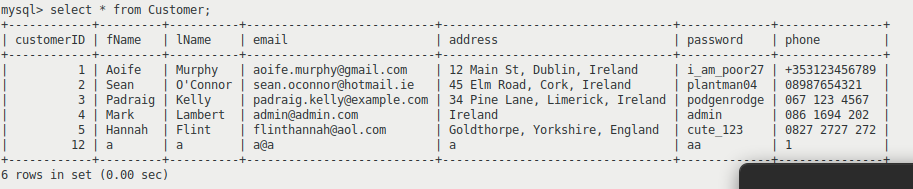 mysql> select * from Customer;
+------------+---------+----------+--------------------------+--------------------------------+------------+---------------+
| customerID | fName   | lName    | email                    | address                        | password   | phone         |
+------------+---------+----------+--------------------------+--------------------------------+------------+---------------+
|          1 | Aoife   | Murphy   | aoife.murphy@gmail.com   | 12 Main St, Dublin, Ireland    | i_am_poor27 | +353123456789 |
|          2 | Sean    | O'Connor | sean.oconnor@hotmail.ie  | 45 Elm Road, Cork, Ireland     | plantman04 | 08987654321   |
|          3 | Padraig | Kelly    | padraig.kelly@example.com | 34 Pine Lane, Limerick, Ireland | podgenrodge | 067 123 4567  |
|          4 | Mark    | Lambert  | admin@admin.com          | Ireland                        | admin      | 086 1694 202  |
|          5 | Hannah  | Flint    | flinthannah@aol.com      | Goldthorpe, Yorkshire, England | cute_123   | 0827 2727 272 |
|         12 | a       | a        | a@a                      | a                              | aa         | 1             |
+------------+---------+----------+--------------------------+--------------------------------+------------+---------------+
6 rows in set (0.00 sec)